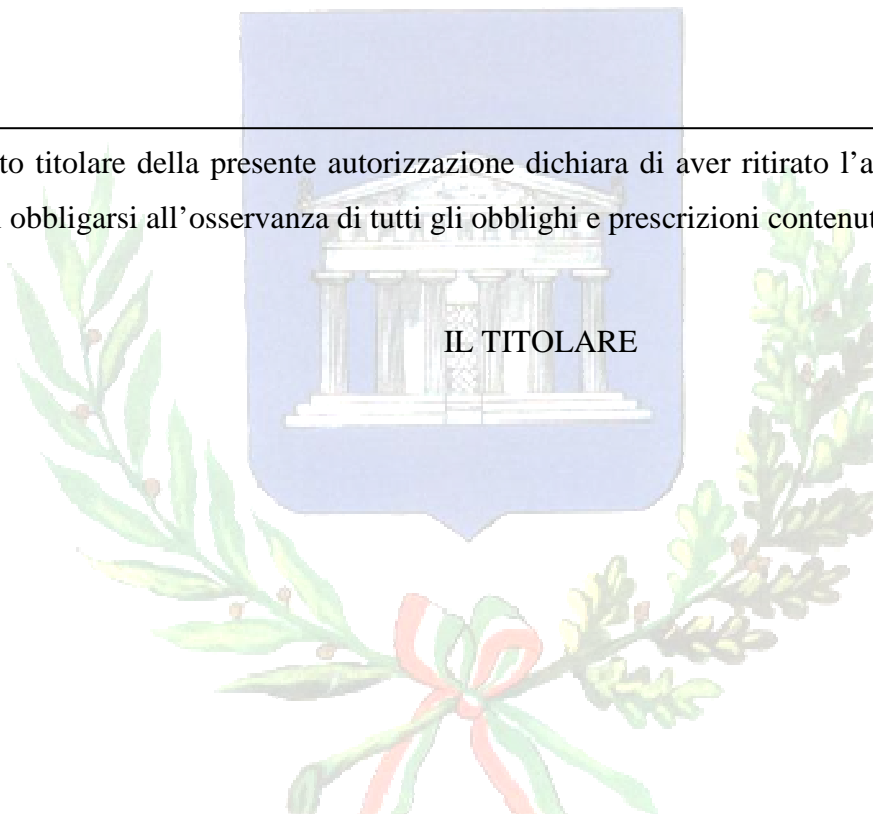 to titolare della presente autorizzazione dichiara di aver ritirato l’a
obbligarsi all’osservanza di tutti gli obblighi e prescrizioni contenut
IL TITOLARE